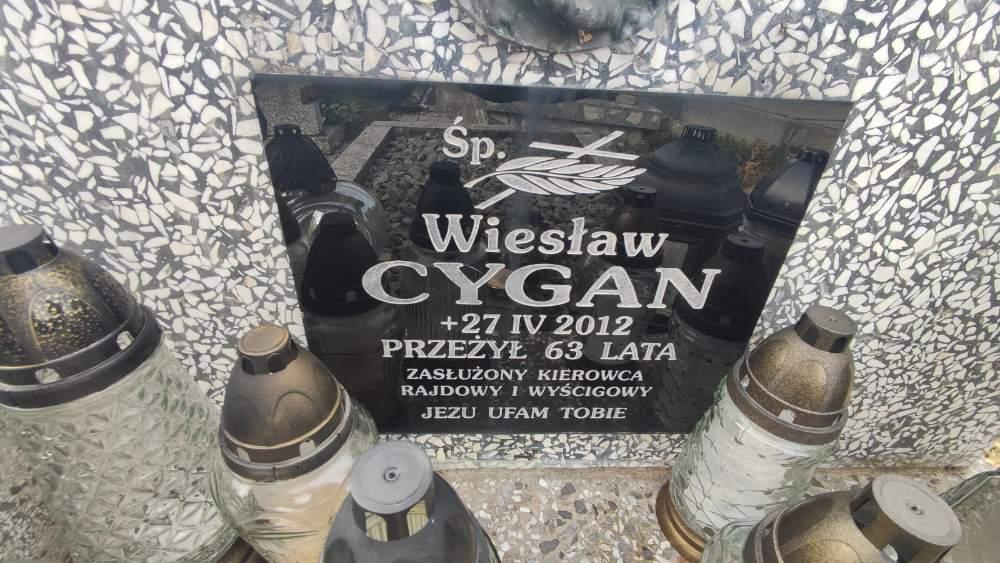 Śp.
Wiesław
CYGAN
+27 IV 2012
PRZEŻYŁ 63 LATA
ZASŁUŻONY KIEROWCA
RAJDOWY I WYŚCIGOWY
JEZU UFAM TOBIE